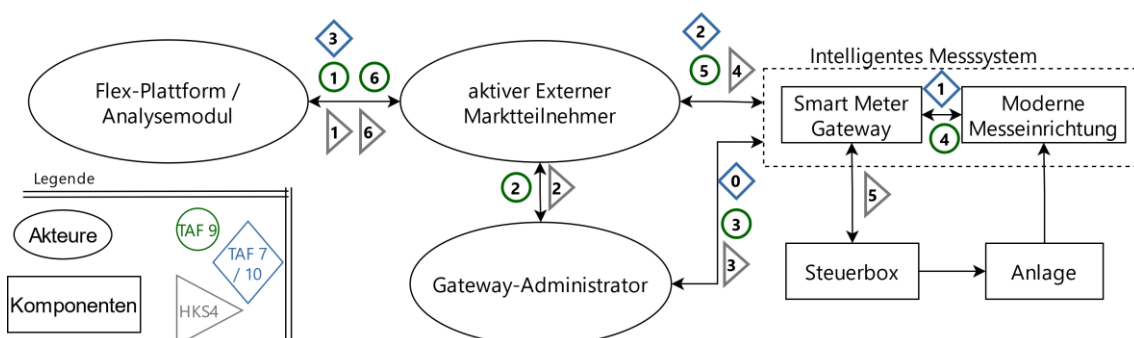 3
1 6
1 6
Flex-Plattform /
Analysemodul
aktiver Externer
Marktteilnehmer
2
5 4
Intelligentes Messsystem
Smart Meter
Gateway
1
4
Moderne
Messeinrichtung
2 2
0
3
3
5
Gateway-Administrator
Steuerbox
Anlage
Legende
Akteure
TAF 9
TAF 7
/ 10
Komponenten
HKS4